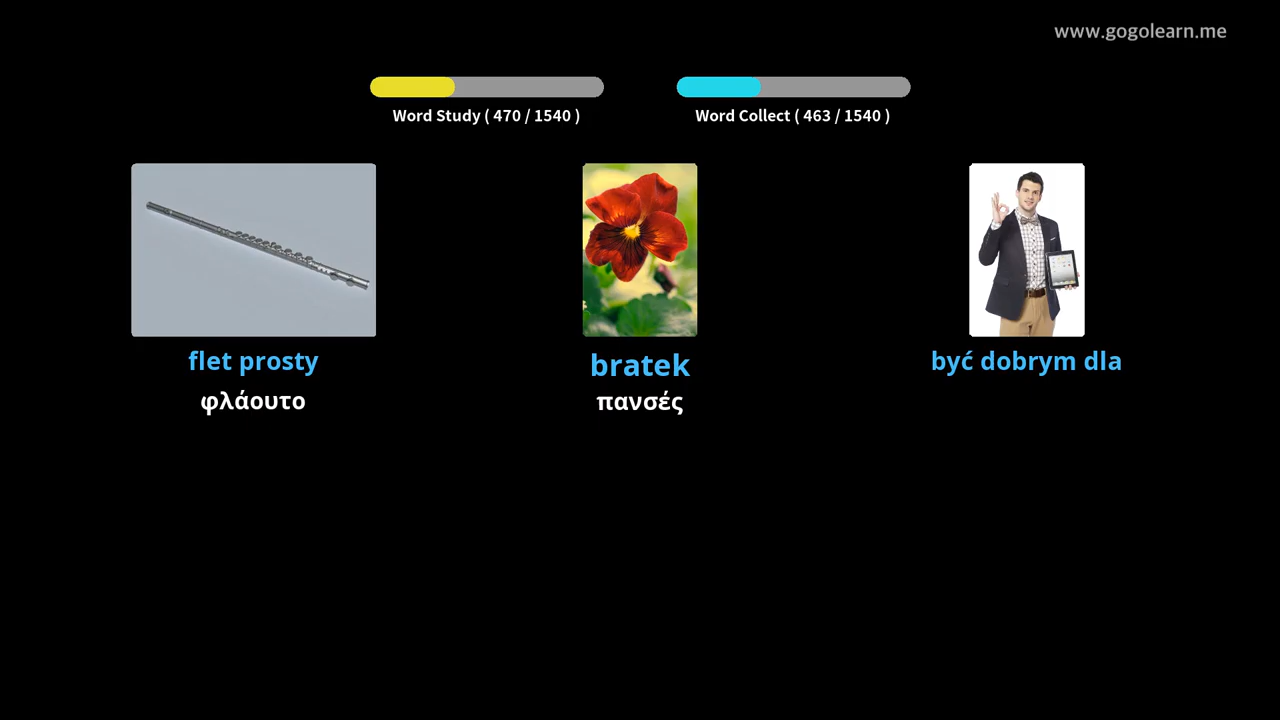 www.gogolearn.me
Word Study ( 470 / 1540 )
Word Collect ( 463 / 1540 )
flet prosty
φλάουτο
bratek
πανσές
być dobrym dla